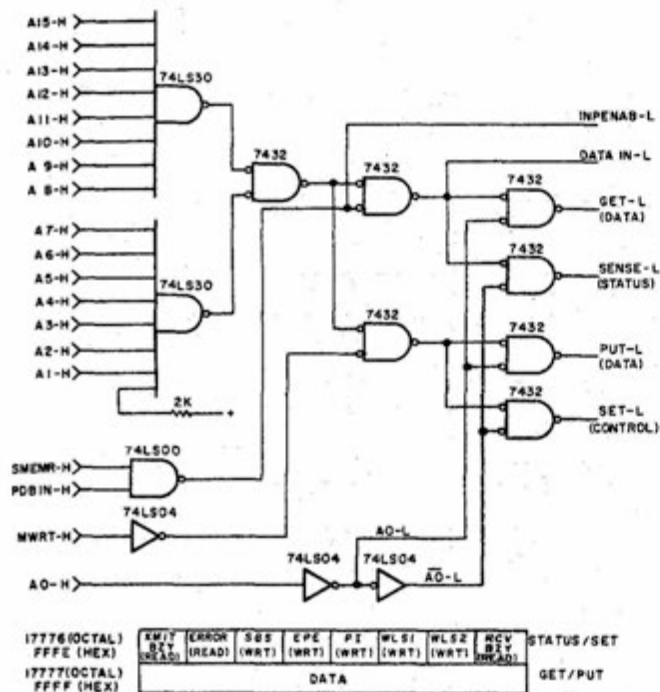 A15-H
A14-H
A13-H
74LS30
A12-H
A11-H
A10-H
A 9-H
A 8-H
INPENAB-L
7432
7432
DATA IN-L
7432
GET-L
(DATA)
A7-H
A6-H
A5-H
74LS30
A4-H
A3-H
A2-H
A1-H
7432
SENSE-L
(STATUS)
7432
7432
PUT-L
(DATA)
2K
+
7432
SET-L
(CONTROL)
74LS00
SMEMR-H
PDBIN-H
74LS04
MWRT-H
A0-L
74LS04
74LS04
A0-H
A0-L
17776(OCTAL)
FFFE (HEX)
XMIT BZY (READ)
ERROR (READ)
SBS (WRT)
EPE (WRT)
PI (WRT)
WLS1 (WRT)
WLS2 (WRT)
RCV BZY (READ)
STATUS/SET
17777(OCTAL)
FFFF (HEX)
DATA
GET/PUT